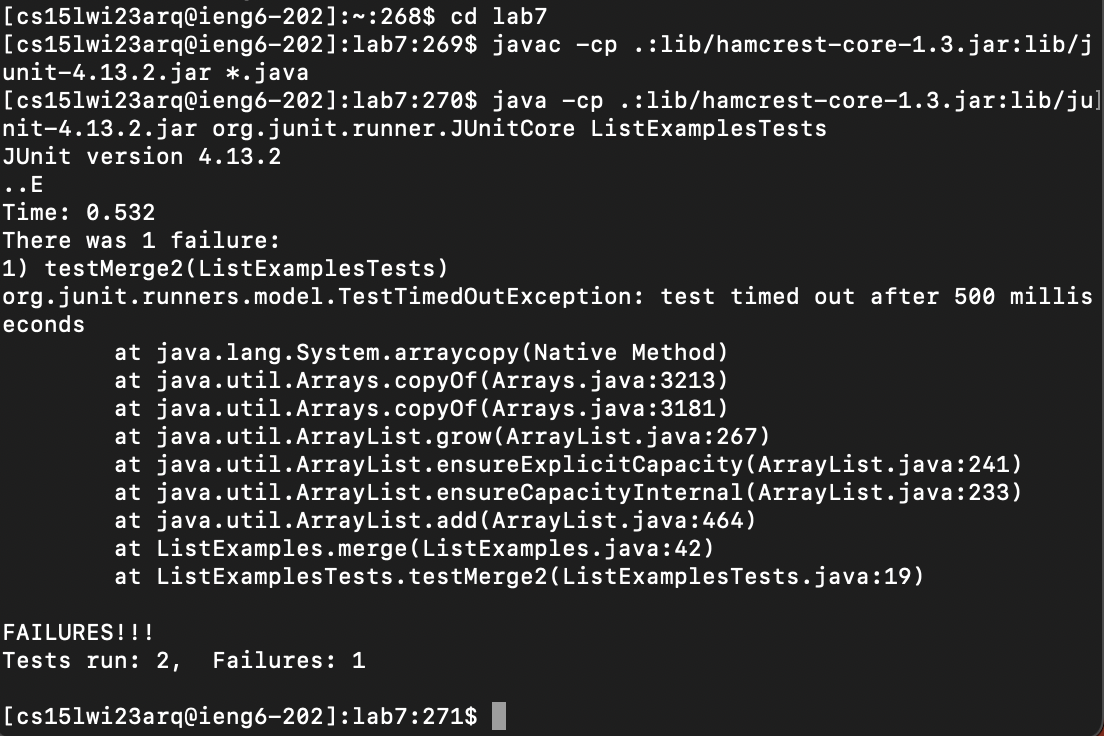 [cs15lwi23arq@ieng6-202]:~:268$ cd lab7
[cs15lwi23arq@ieng6-202]:lab7:269$ javac -cp .:lib/hamcrest-core-1.3.jar:lib/j
unit-4.13.2.jar *.java
[cs15lwi23arq@ieng6-202]:lab7:270$ java -cp .:lib/hamcrest-core-1.3.jar:lib/ju]
nit-4.13.2.jar org.junit.runner.JUnitCore ListExamplesTests
JUnit version 4.13.2
..E
Time: 0.532
There was 1 failure:
1) testMerge2(ListExamplesTests)
org.junit.runners.model.TestTimedOutException: test timed out after 500 millis
econds
        at java.lang.System.arraycopy(Native Method)
        at java.util.Arrays.copyOf(Arrays.java:3213)
        at java.util.Arrays.copyOf(Arrays.java:3181)
        at java.util.ArrayList.grow(ArrayList.java:267)
        at java.util.ArrayList.ensureExplicitCapacity(ArrayList.java:241)
        at java.util.ArrayList.ensureCapacityInternal(ArrayList.java:233)
        at java.util.ArrayList.add(ArrayList.java:464)
        at ListExamples.merge(ListExamples.java:42)
        at ListExamplesTests.testMerge2(ListExamplesTests.java:19)

FAILURES!!!
Tests run: 2,  Failures: 1

[cs15lwi23arq@ieng6-202]:lab7:271$